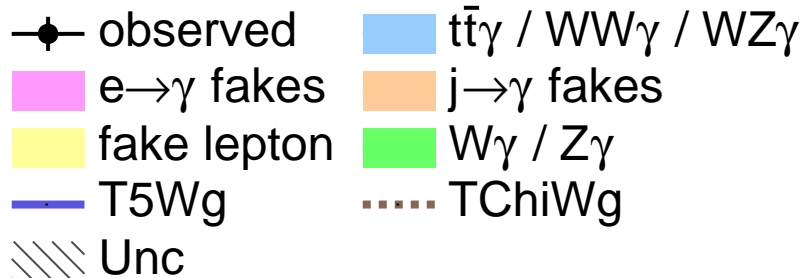 observed tt̄γ / WWγ / WZγ
e→γ fakes j→γ fakes
fake lepton Wγ / Zγ
T5Wg TChiWg
Unc